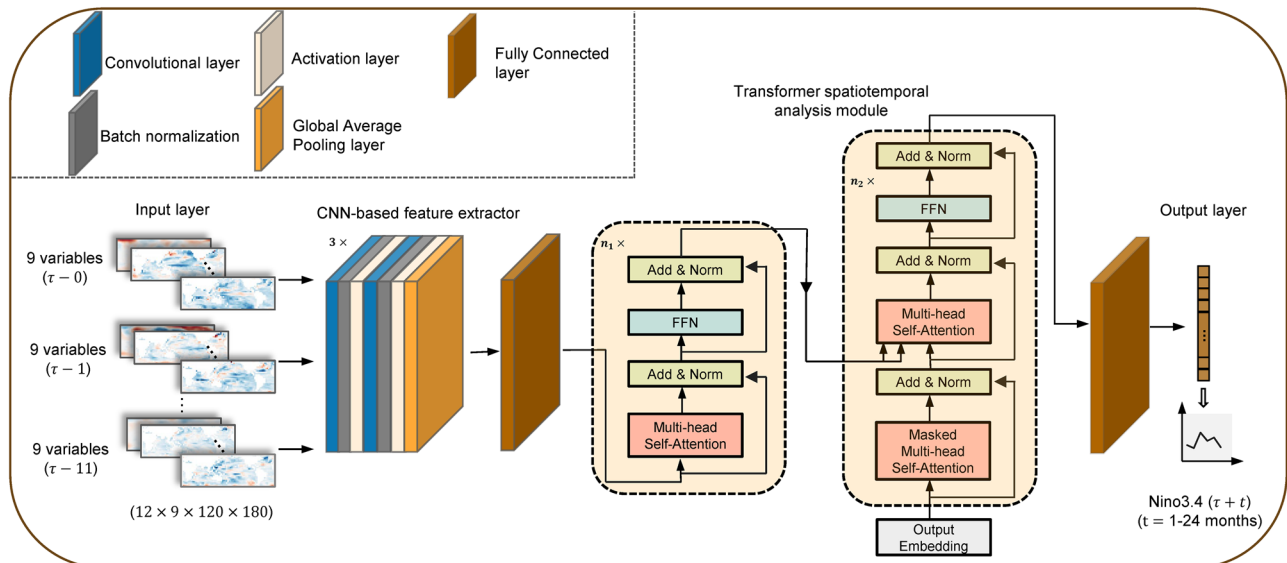 Convolutional layer
Activation layer
Fully Connected
layer
Batch normalization
Global Average
Pooling layer
Transformer spatiotemporal
analysis module
Input layer
CNN-based feature extractor
Output layer
9 variables
(τ − 0)
9 variables
(τ − 1)
9 variables
(τ − 11)
(12 × 9 × 120 × 180)
3 ×
n₁ ×
Add & Norm
FFN
Add & Norm
Multi-head
Self-Attention
n₂ ×
Add & Norm
FFN
Add & Norm
Multi-head
Self-Attention
Add & Norm
Masked
Multi-head
Self-Attention
Output
Embedding
Nino3.4 (τ + t)
(t = 1-24 months)